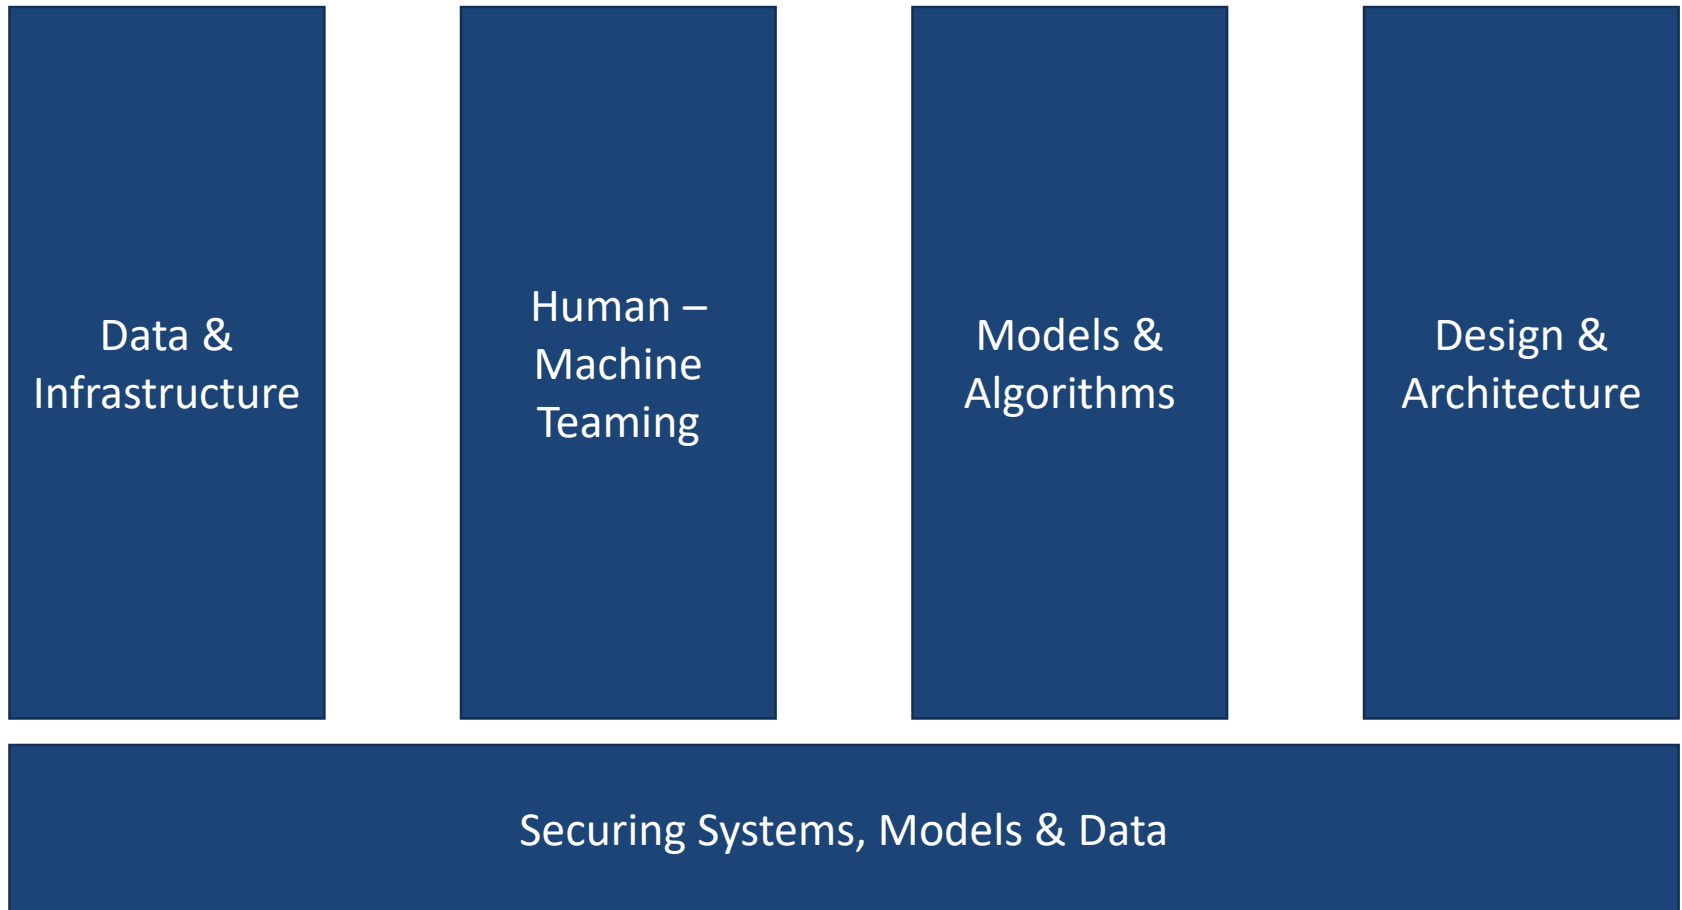 Data &
Infrastructure
Human –
Machine
Teaming
Models &
Algorithms
Design &
Architecture
Securing Systems, Models & Data